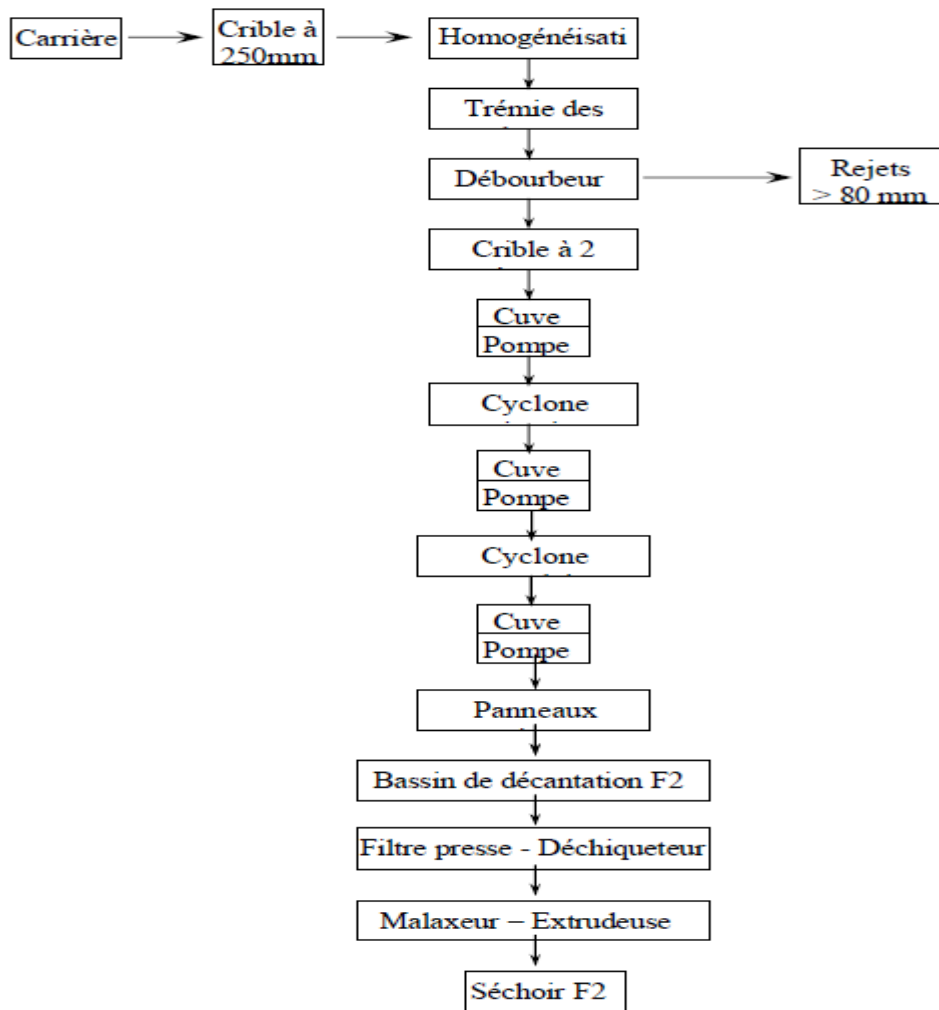 Carrière
Crible à
250mm
Homogénéisati
Trémie des
Débourbeur
Rejets
> 80 mm
Crible à 2
Cuve
Pompe
Cyclone
Cuve
Pompe
Cyclone
Cuve
Pompe
Panneaux
Bassin de décantation F2
Filtre presse - Déchiqueteur
Malaxeur – Extrudeuse
Séchoir F2